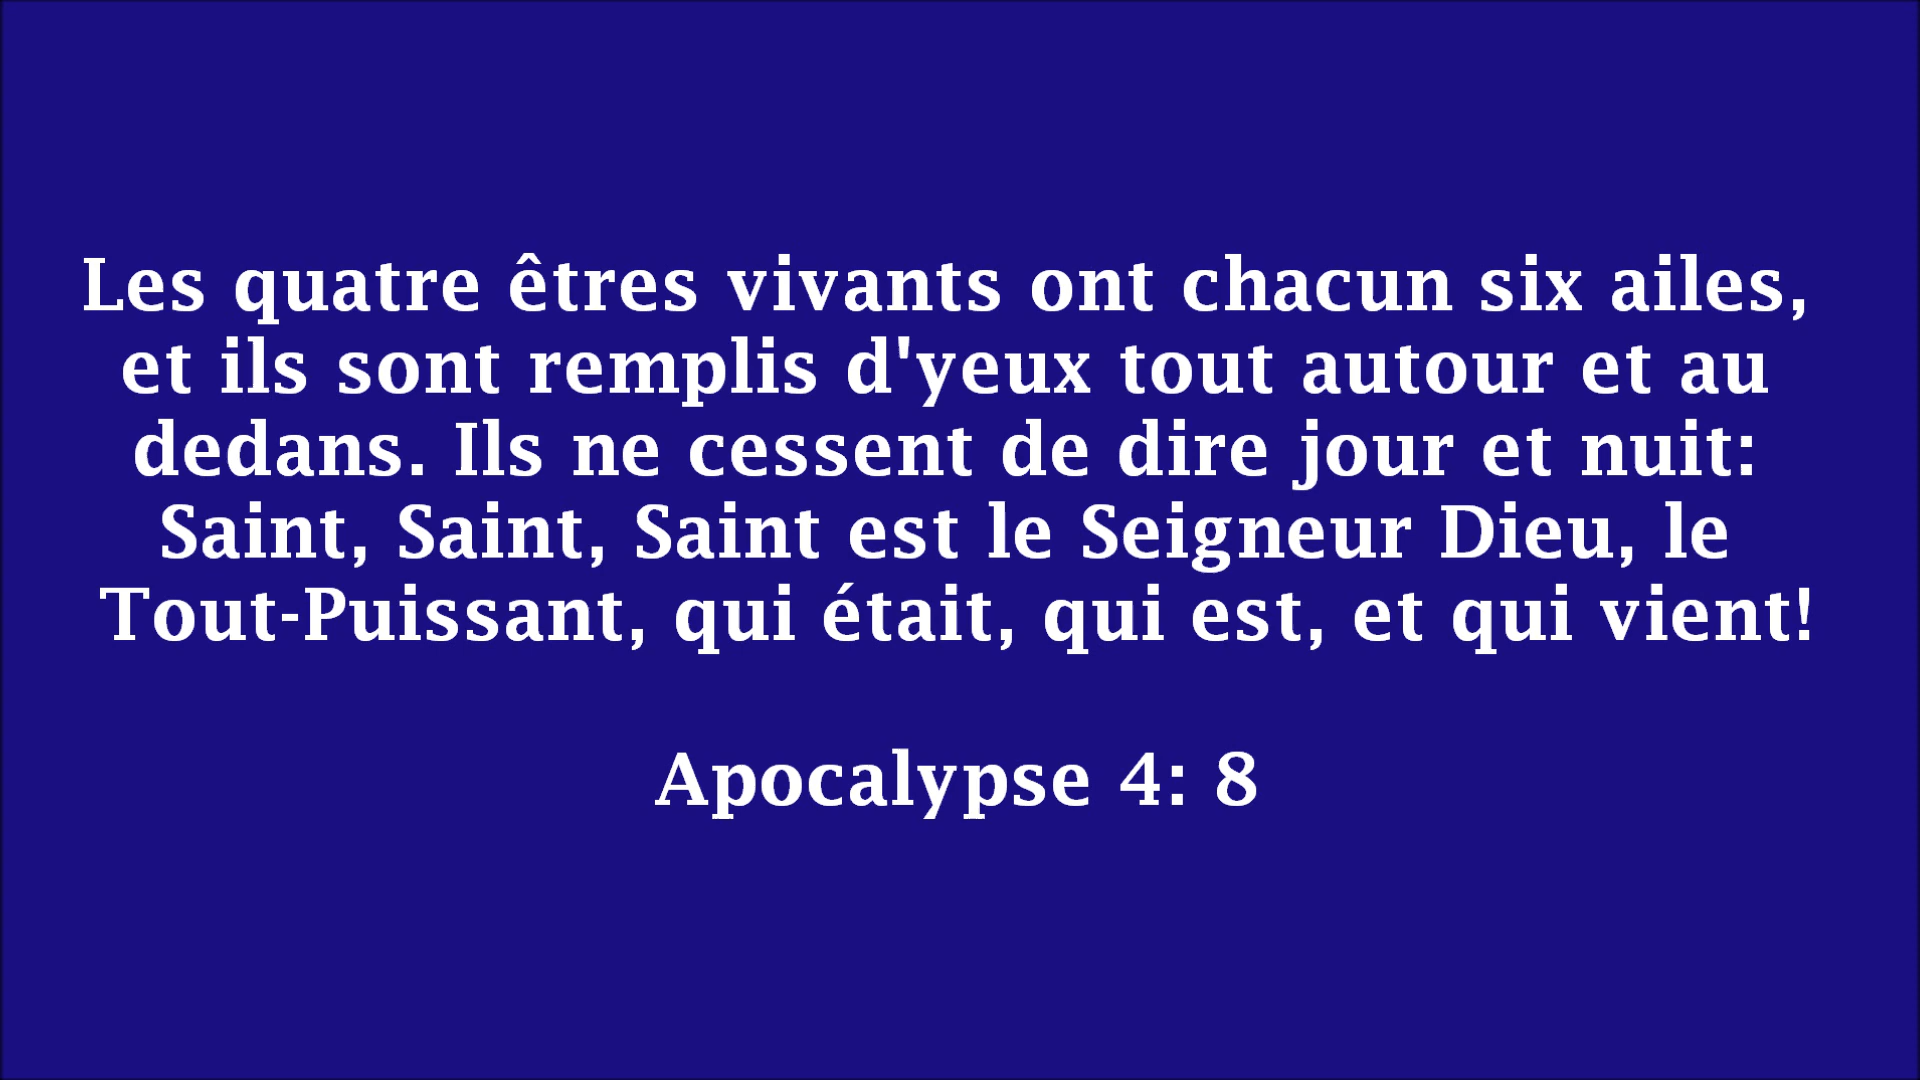 Les quatre êtres vivants ont chacun six ailes,
et ils sont remplis d'yeux tout autour et au
dedans. Ils ne cessent de dire jour et nuit:
Saint, Saint, Saint est le Seigneur Dieu, le
Tout-Puissant, qui était, qui est, et qui vient!
Apocalypse 4: 8